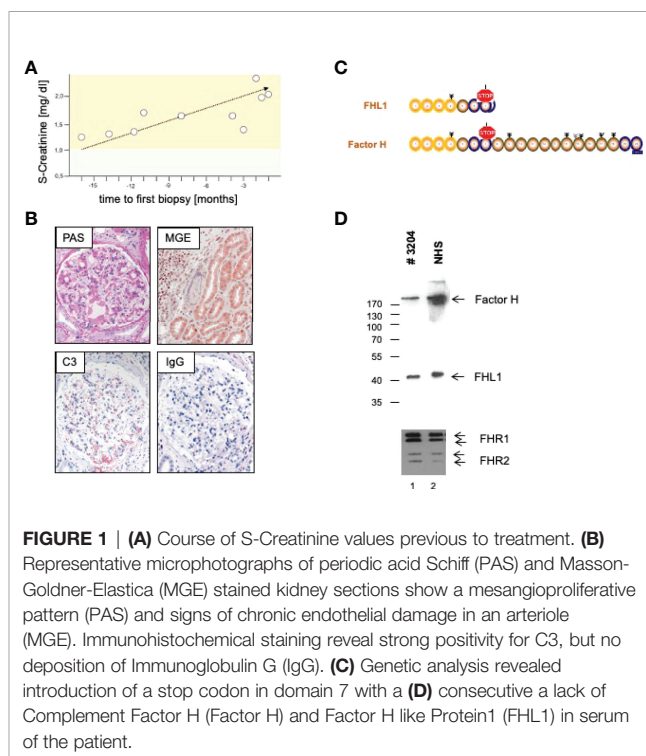 A
S-Creatinine [mg/ dl]
2,0
1,5
1,0
0,5
-15 -12 -9 -6 -3
time to first biopsy [months]
B
PAS
MGE
C3
IgG
C
FHL1
STOP
Factor H
STOP
D
# 3204 NHS
170
130
100
70
55
40
35
Factor H
FHL1
FHR1
FHR2
1 2
FIGURE 1 | (A) Course of S-Creatinine values previous to treatment. (B)
Representative microphotographs of periodic acid Schiff (PAS) and Masson-
Goldner-Elastica (MGE) stained kidney sections show a mesangioproliferative
pattern (PAS) and signs of chronic endothelial damage in an arteriole
(MGE). Immunohistochemical staining reveal strong positivity for C3, but no
deposition of Immunoglobulin G (IgG). (C) Genetic analysis revealed
introduction of a stop codon in domain 7 with a (D) consecutive a lack of
Complement Factor H (Factor H) and Factor H like Protein1 (FHL1) in serum
of the patient.